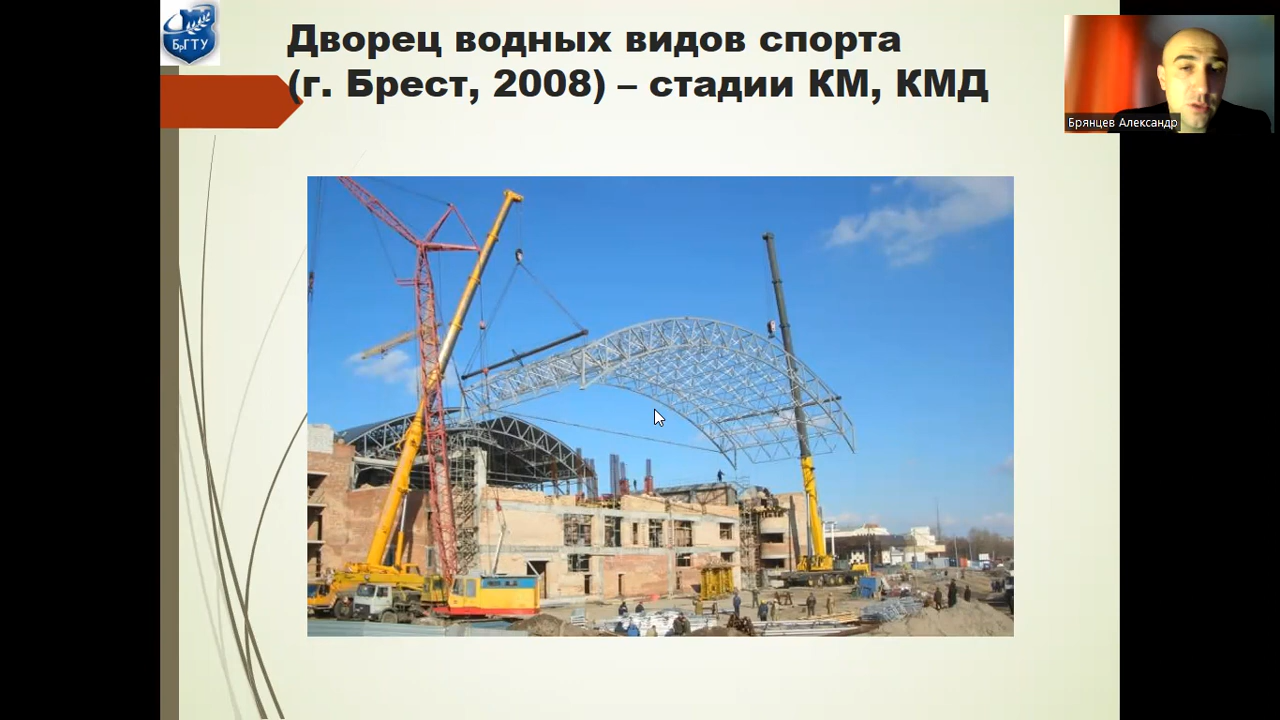 БрГТУ
Дворец водных видов спорта
(г. Брест, 2008) – стадии КМ, КМД
Брянцев Александр